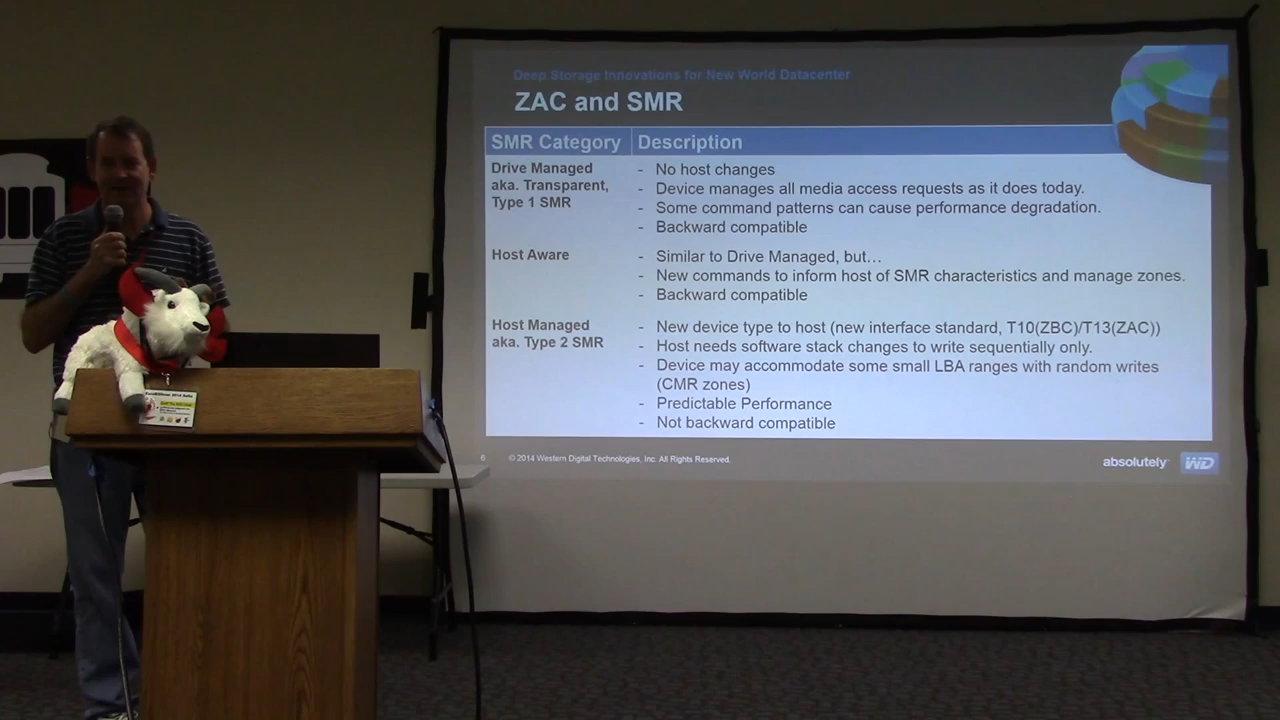 Deep Storage Innovations for New World Datacenter
ZAC and SMR
SMR Category
Description
Drive Managed
aka. Transparent,
Type 1 SMR
- No host changes
- Device manages all media access requests as it does today.
- Some command patterns can cause performance degradation.
- Backward compatible
Host Aware
- Similar to Drive Managed, but…
- New commands to inform host of SMR characteristics and manage zones.
- Backward compatible
Host Managed
aka. Type 2 SMR
- New device type to host (new interface standard, T10(ZBC)/T13(ZAC))
- Host needs software stack changes to write sequentially only.
- Device may accommodate some small LBA ranges with random writes
(CMR zones)
- Predictable Performance
- Not backward compatible
6
© 2014 Western Digital Technologies, Inc. All Rights Reserved.
absolutely
WD